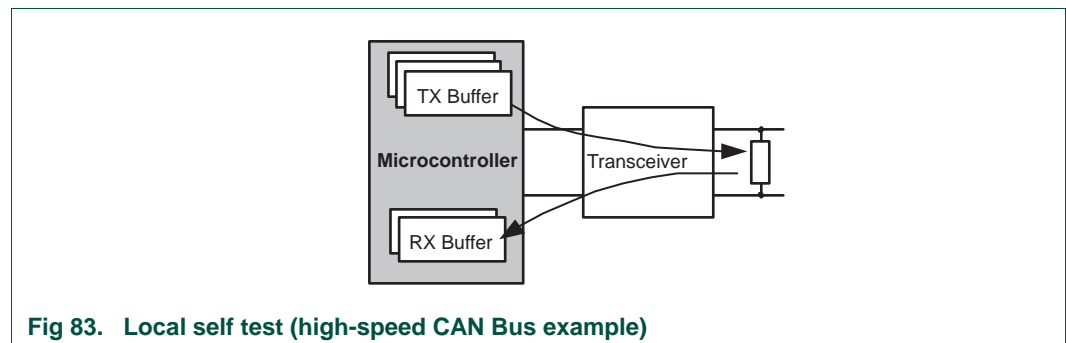 TX Buffer
Microcontroller
Transceiver
RX Buffer
Fig 83. Local self test (high-speed CAN Bus example)